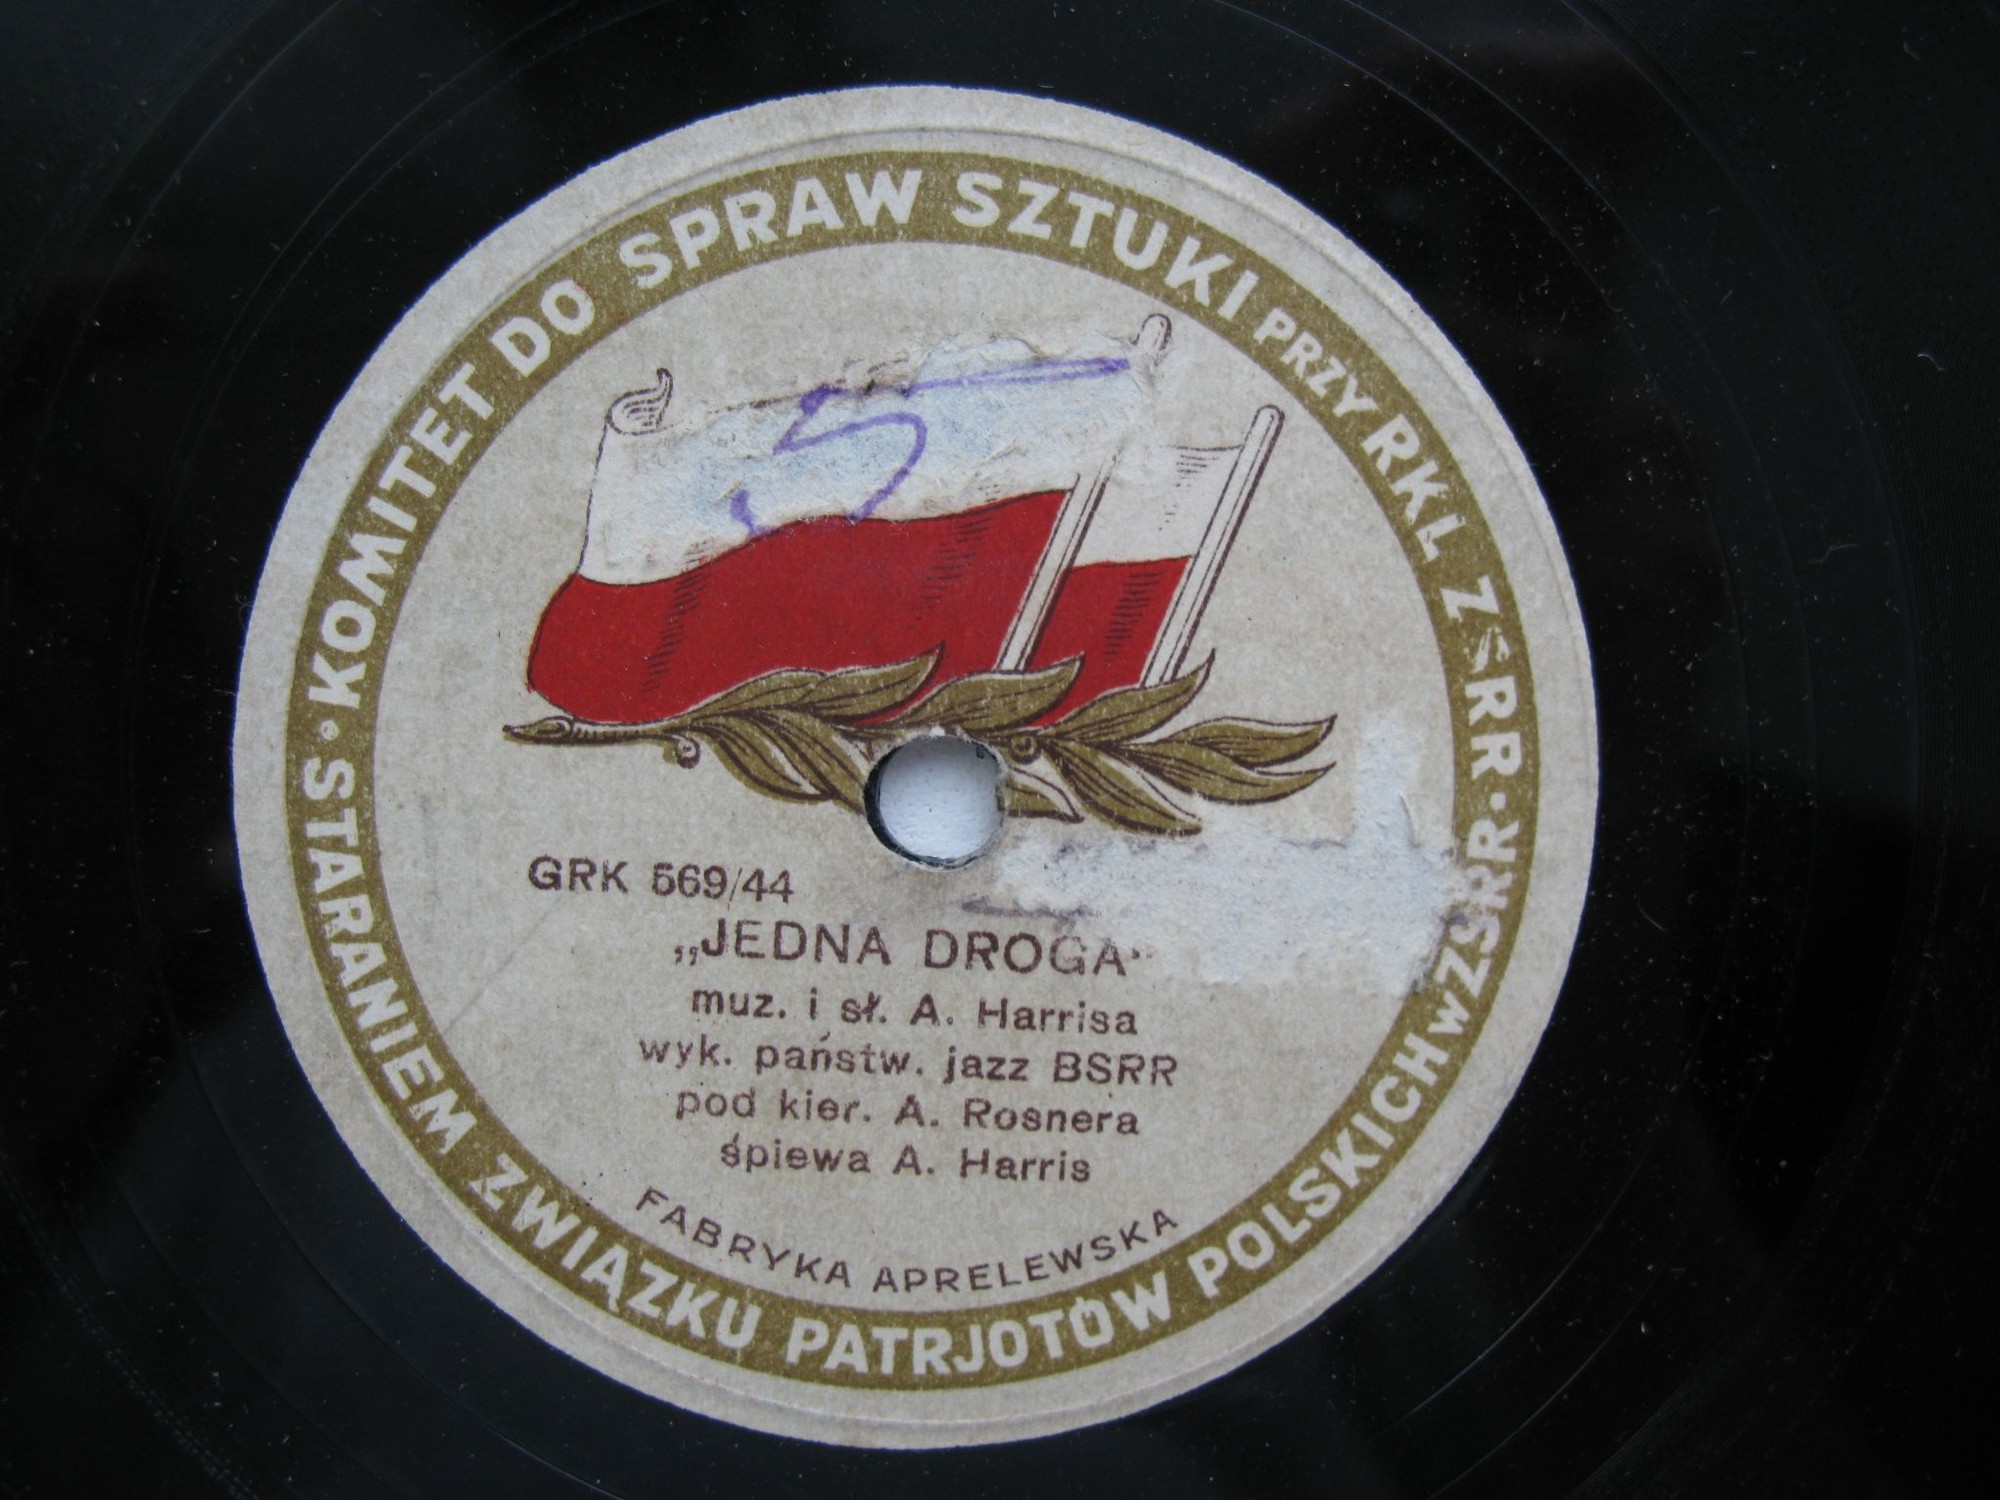 KOMITET DO SPRAW SZTUKI PRZY RKL ZSRR
STARANIEM ZWIĄZKU PATRJOTÓW POLSKICH w ZSRR
5
GRK 569/44
„JEDNA DROGA”
muz. i sł. A. Harrisa
wyk. państw. jazz BSRR
pod kier. A. Rosnera
śpiewa A. Harris
FABRYKA APRELEWSKA